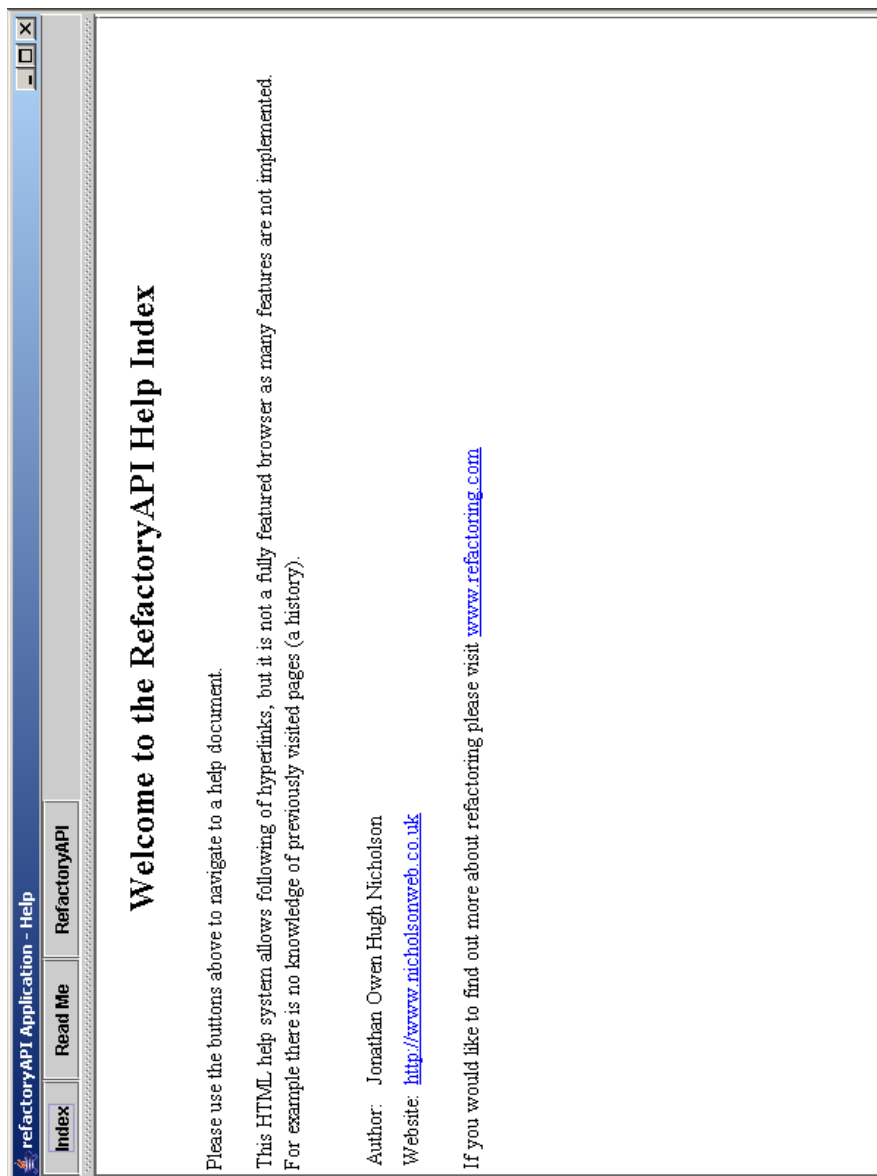 refactoryAPI Application - Help
Index
Read Me
RefactoryAPI
Welcome to the RefactoryAPI Help Index
Please use the buttons above to navigate to a help document.
This HTML help system allows following of hyperlinks, but it is not a fully featured browser as many features are not implemented.
For example there is no knowledge of previously visited pages (a history).
Author: Jonathan Owen Hugh Nicholson
Website: http://www.nicholsonweb.co.uk
If you would like to find out more about refactoring please visit www.refactoring.com